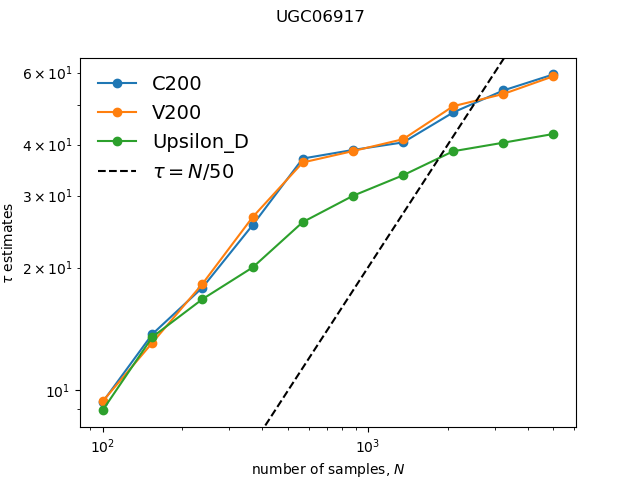 UGC06917
C200
V200
Upsilon_D
τ = N/50
6 × 10¹
4 × 10¹
3 × 10¹
2 × 10¹
10¹
τ estimates
10² 10³
number of samples, N